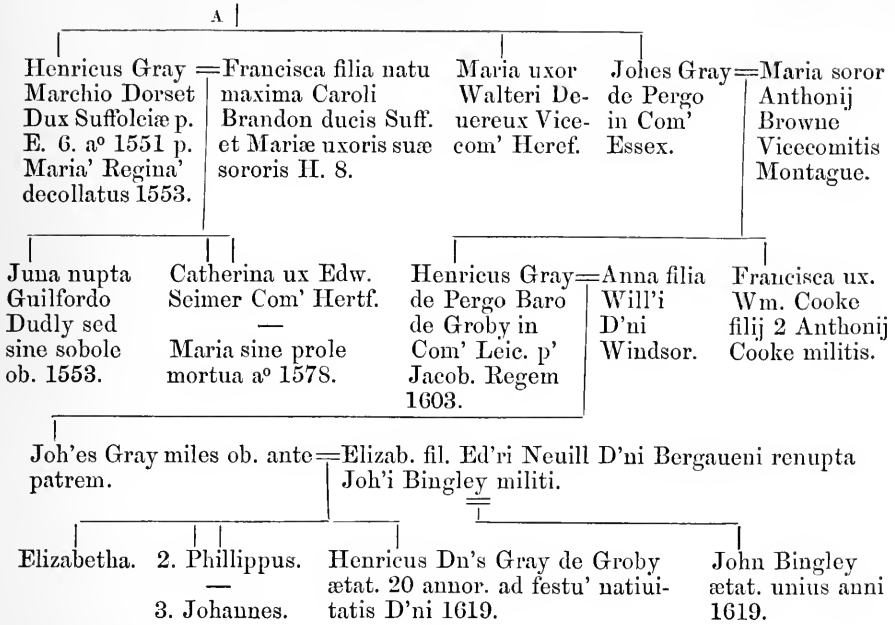 A
Henricus Gray
Marchio Dorset
Dux Suffolciæ p.
E. 6. aº 1551 p.
Maria' Regina'
decollatus 1553.
=Francisca filia natu
maxima Caroli
Brandon ducis Suff.
et Mariæ uxoris suæ
sororis H. 8.
Maria uxor
Walteri De-
uereux Vice-
com' Heref.
Johes Gray
de Pergo
in Com'
Essex.
=Maria soror
Anthonij
Browne
Vicecomitis
Montague.
Juna nupta
Guilfordo
Dudly sed
sine sobole
ob. 1553.
Catherina ux Edw.
Seimer Com' Hertf.
—
Maria sine prole
mortua aº 1578.
Henricus Gray
de Pergo Baro
de Groby in
Com' Leic. p'
Jacob. Regem
1603.
=Anna filia
Will'i
D'ni
Windsor.
Francisca ux.
Wm. Cooke
filij 2 Anthonij
Cooke militis.
Joh'es Gray miles ob. ante
patrem.
=Elizab. fil. Ed'ri Neuill D'ni Bergaueni renupta
Joh'i Bingley militi.
Elizabetha.
2. Phillippus.
—
3. Johannes.
Henricus Dn's Gray de Groby
ætat. 20 annor. ad festu' natiui-
tatis D'ni 1619.
John Bingley
ætat. unius anni
1619.